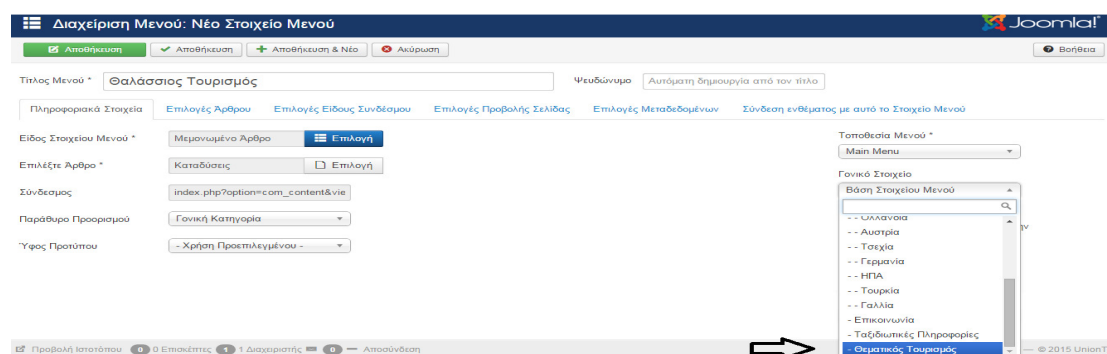 Διαχείριση Μενού: Νέο Στοιχείο Μενού
Joomla!
Αποθήκευση Αποθήκευση Αποθήκευση & Νέο Ακύρωση Βοήθεια
Τίτλος Μενού * Θαλάσσιος Τουρισμός Ψευδώνυμο Αυτόματη δημιουργία από τον τίτλο
Πληροφοριακά Στοιχεία Επιλογές Άρθρου Επιλογές Είδους Συνδέσμου Επιλογές Προβολής Σελίδας Επιλογές Μεταδεδομένων Σύνδεση ενθέματος με αυτό το Στοιχείο Μενού
Είδος Στοιχείου Μενού * Μεμονωμένο Άρθρο Επιλογή
Επιλέξτε Άρθρο * Καταδύσεις Επιλογή
Σύνδεσμος index.php?option=com_content&vie
Παράθυρο Προορισμού Γονική Κατηγορία
Ύφος Προτύπου - Χρήση Προεπιλεγμένου -
Τοποθεσία Μενού *
Main Menu
Γονικό Στοιχείο
Βάση Στοιχείου Μενού
- - Ολλανδία
- - Αυστρία
- - Τσεχία
- - Γερμανία
- - ΗΠΑ
- - Τουρκία
- - Γαλλία
- Επικοινωνία
- Ταξιδιωτικές Πληροφορίες
- Θεματικός Τουρισμός
Προβολή Ιστοτόπου 0 0 Επισκέπτες 1 1 Διαχειριστής 0 Αποσύνδεση
— © 2015 UnionT